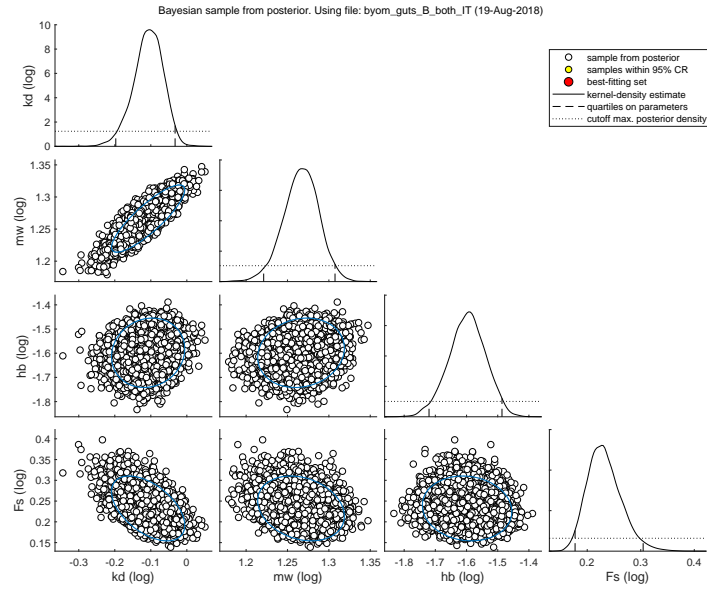 Bayesian sample from posterior. Using file: byom_guts_B_both_IT (19-Aug-2018)
10
8
6
4
2
0
kd (log)
sample from posterior
samples within 95% CR
best-fitting set
kernel-density estimate
quartiles on parameters
cutoff max. posterior density
1.35
1.3
1.25
1.2
mw (log)
-1.4
-1.5
-1.6
-1.7
-1.8
hb (log)
0.4
0.35
0.3
0.25
0.2
0.15
Fs (log)
-0.3 -0.2 -0.1 0
1.2 1.25 1.3 1.35
-1.8 -1.7 -1.6 -1.5 -1.4
0.2 0.3 0.4
kd (log)
mw (log)
hb (log)
Fs (log)